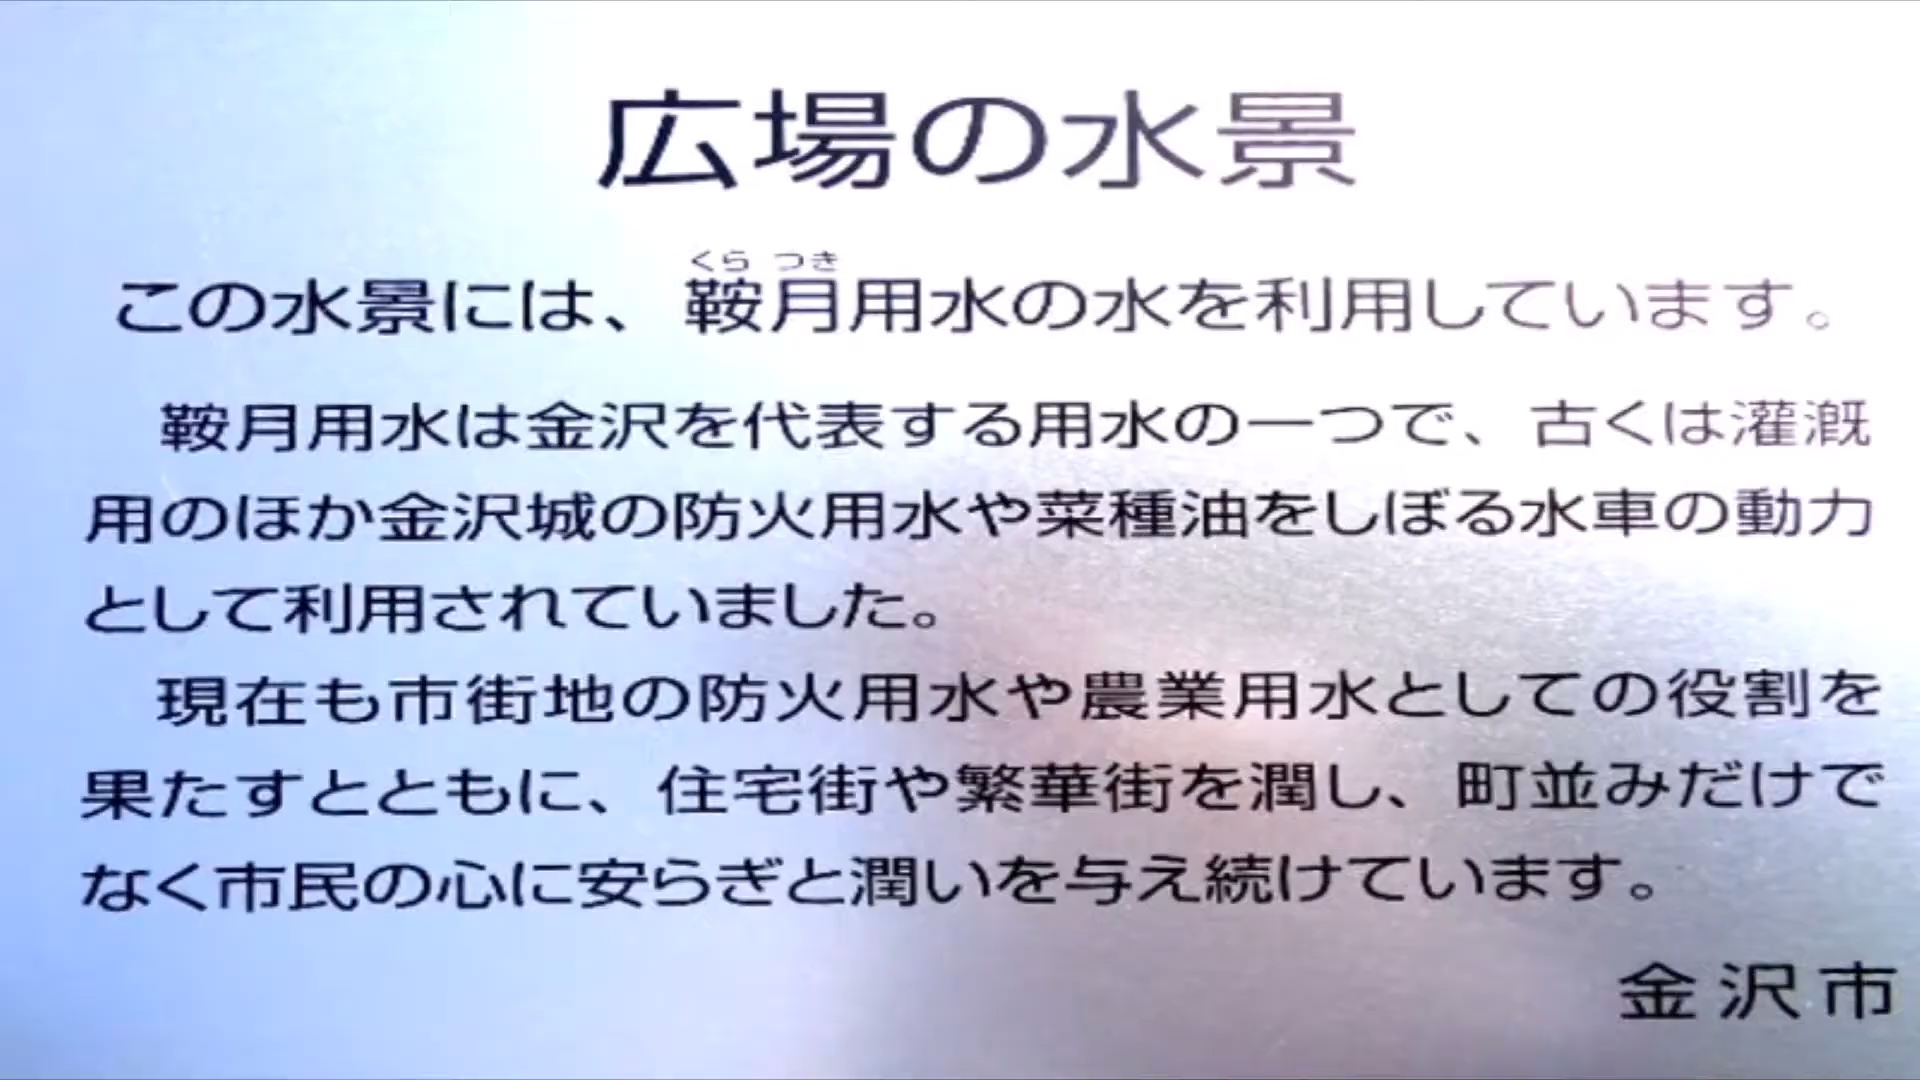 広場の水景
くら つき
この水景には、鞍月用水の水を利用しています。
鞍月用水は金沢を代表する用水の一つで、古くは灌漑
用のほか金沢城の防火用水や菜種油をしぼる水車の動力
として利用されていました。
現在も市街地の防火用水や農業用水としての役割を
果たすとともに、住宅街や繁華街を潤し、町並みだけで
なく市民の心に安らぎと潤いを与え続けています。
金沢市